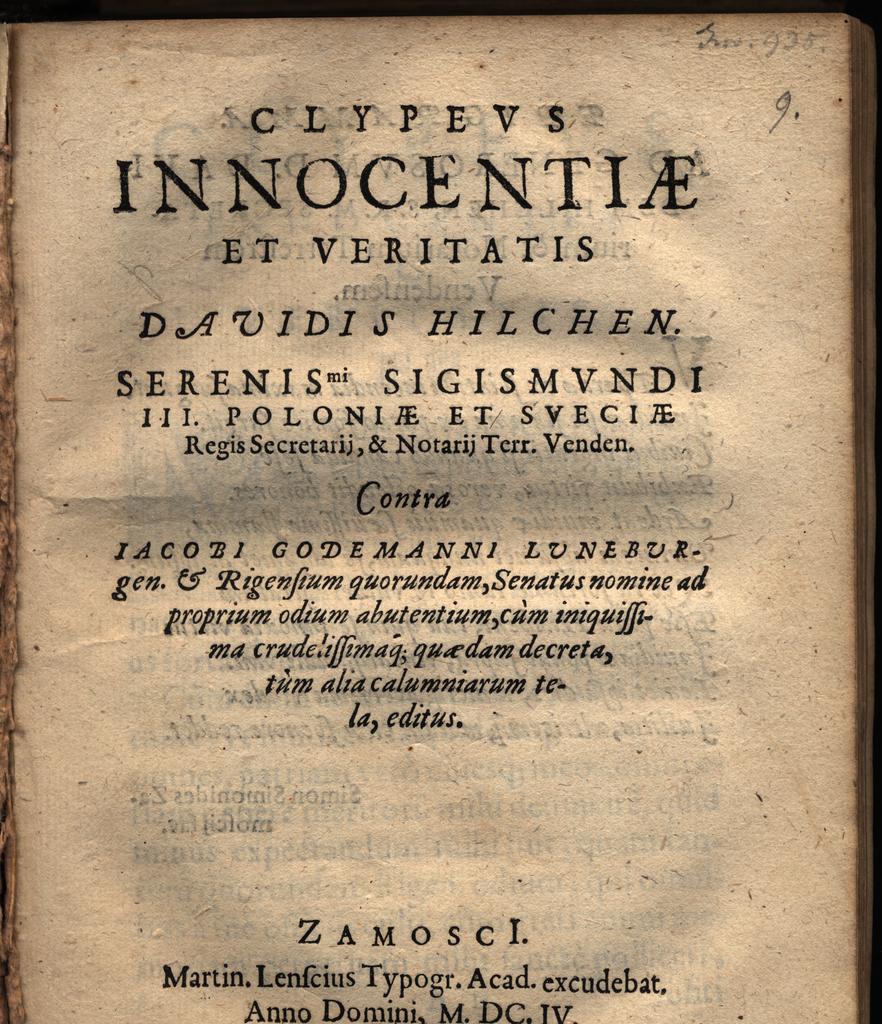 9.
CLYPEVS
INNOCENTIÆ
ET VERITATIS
DAVIDIS HILCHEN.
SERENISmi SIGISMVNDI
III. POLONIÆ ET SVECIÆ
Regis Secretarij, & Notarij Terr. Venden.
Contra
IACOBI GODEMANNI LVNEBVR-
gen. & Rigenſium quorundam, Senatus nomine ad
proprium odium abutentium, cùm iniquiſſi-
ma crudeliſſimaq́; quædam decreta,
tùm alia calumniarum te-
la, editus.
ZAMOSCI.
Martin. Lenſcius Typogr. Acad. excudebat.
Anno Domini, M. DC. IV.